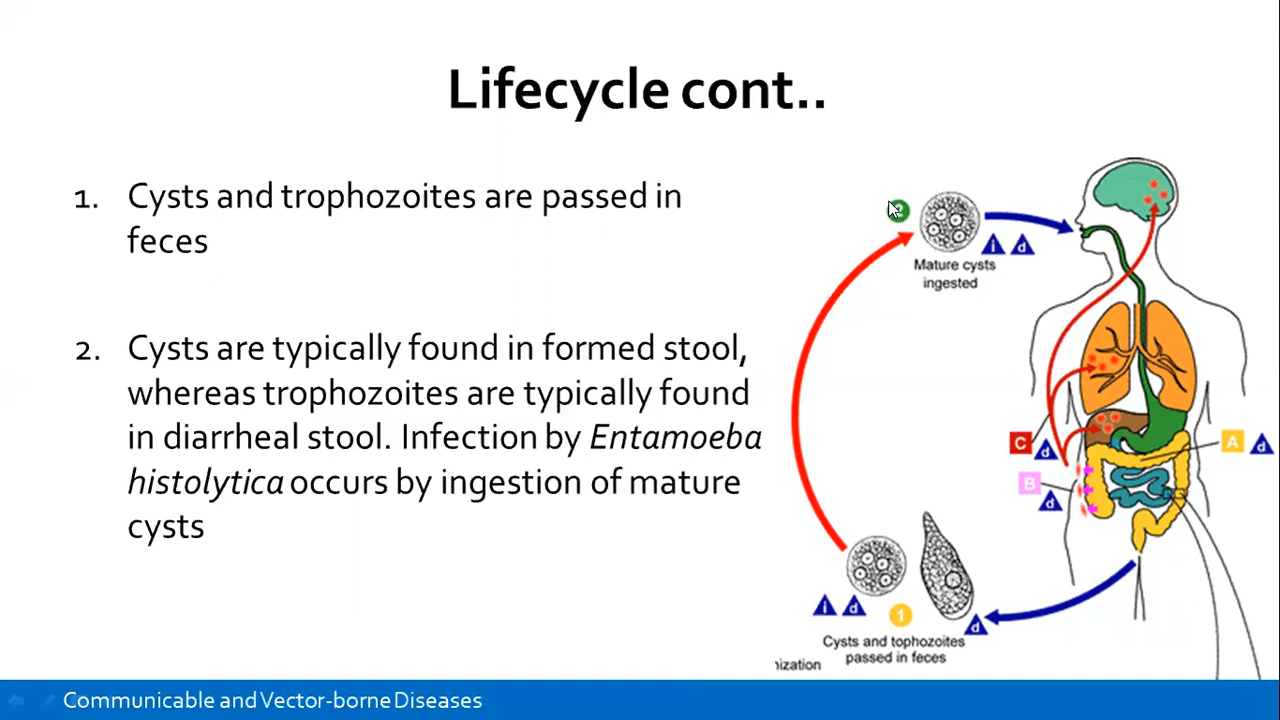 Lifecycle cont..
1. Cysts and trophozoites are passed in
feces
2. Cysts are typically found in formed stool,
whereas trophozoites are typically found
in diarrheal stool. Infection by Entamoeba
histolytica occurs by ingestion of mature
cysts
2
i d
Mature cysts
ingested
C d
B
d
A d
i d
1
d
Cysts and tophozoites
passed in feces
nization
Communicable and Vector-borne Diseases